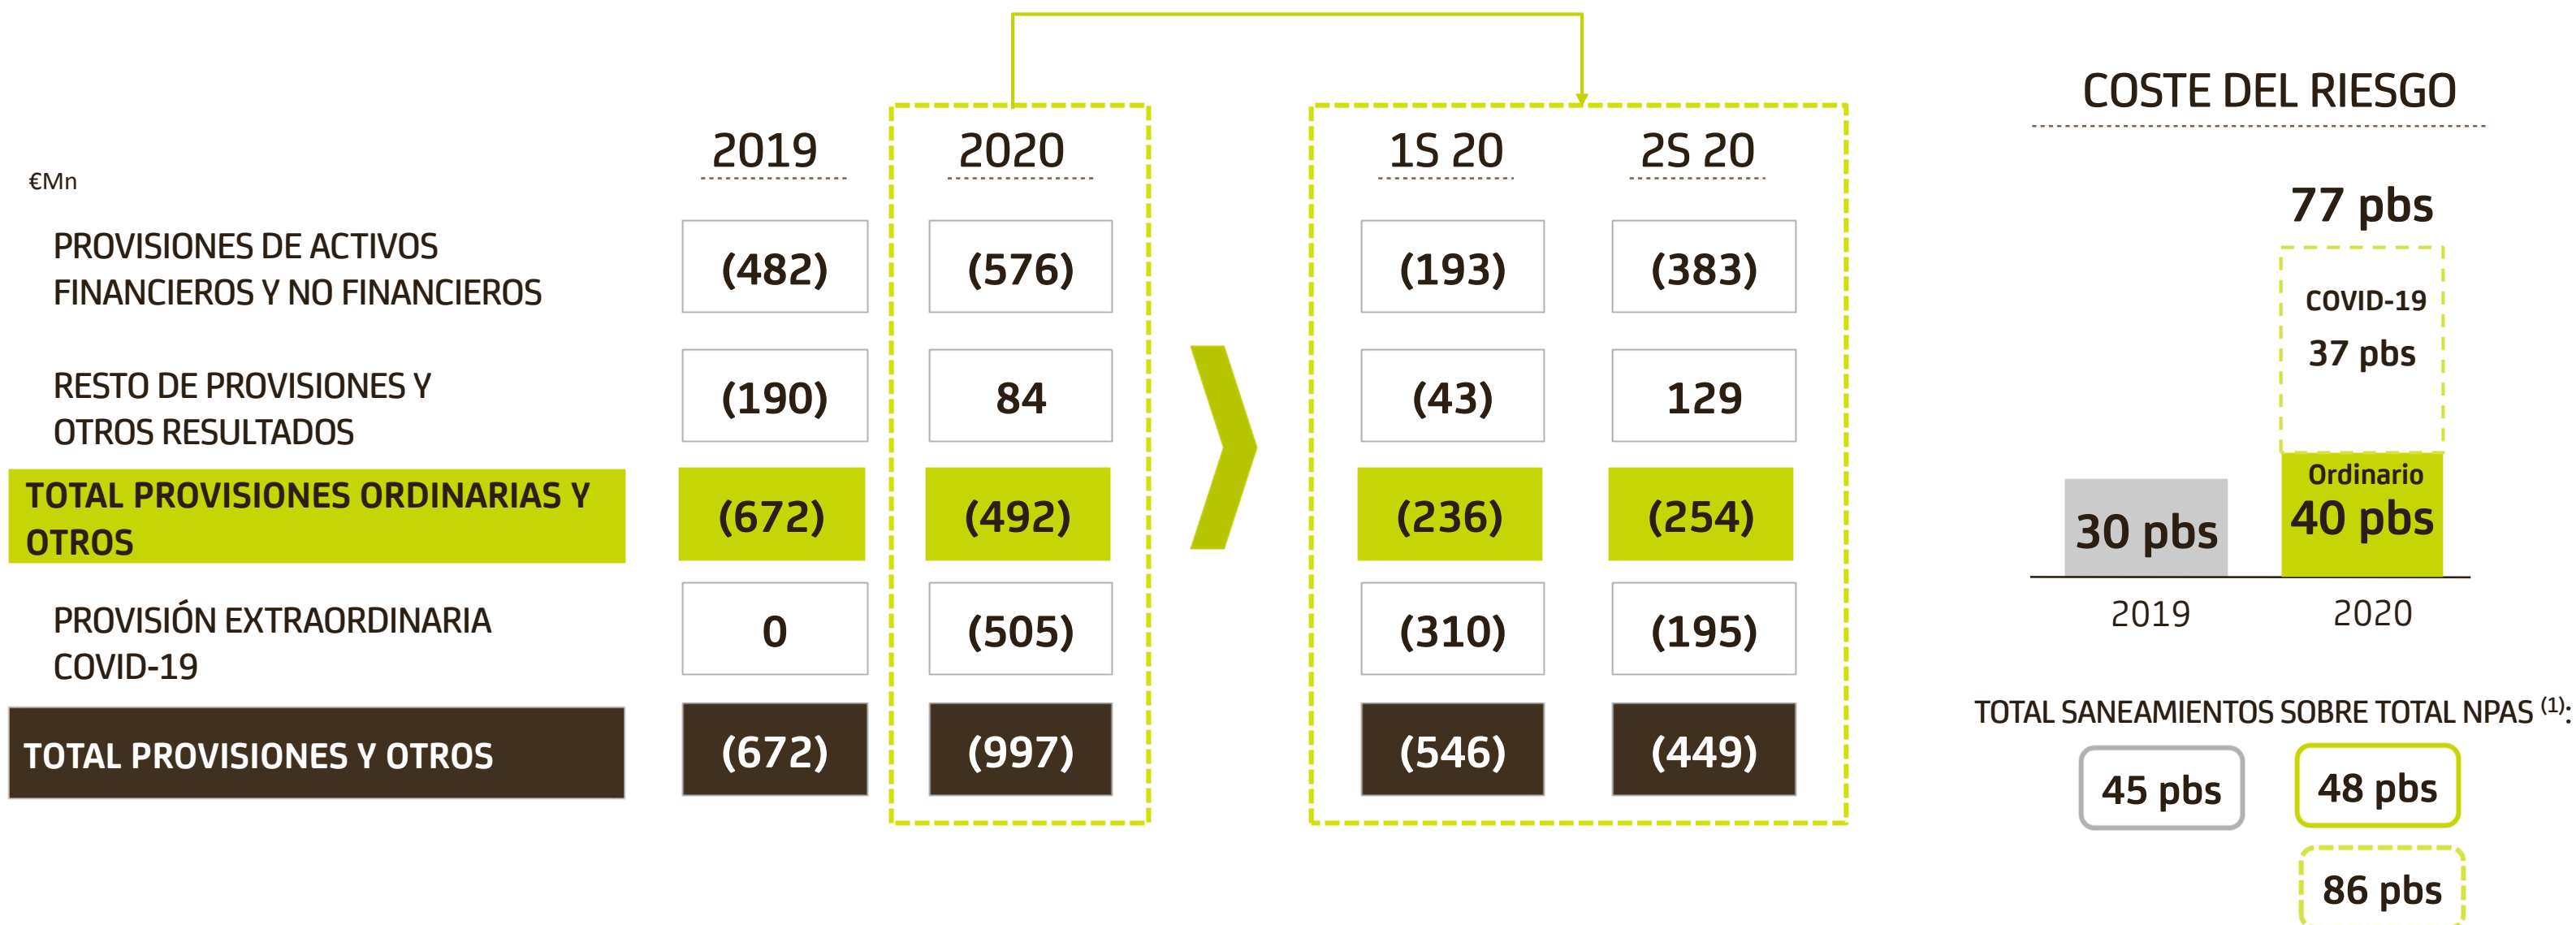 COSTE DEL RIESGO
€Mn
2019 2020 1S 20 2S 20
PROVISIONES DE ACTIVOS
FINANCIEROS Y NO FINANCIEROS
(482) (576) (193) (383)
RESTO DE PROVISIONES Y
OTROS RESULTADOS
(190) 84 (43) 129
TOTAL PROVISIONES ORDINARIAS Y
OTROS
(672) (492) (236) (254)
PROVISIÓN EXTRAORDINARIA
COVID-19
0 (505) (310) (195)
TOTAL PROVISIONES Y OTROS
(672) (997) (546) (449)
77 pbs
COVID-19
37 pbs
Ordinario
30 pbs 40 pbs
2019 2020
TOTAL SANEAMIENTOS SOBRE TOTAL NPAS (1):
45 pbs 48 pbs
86 pbs